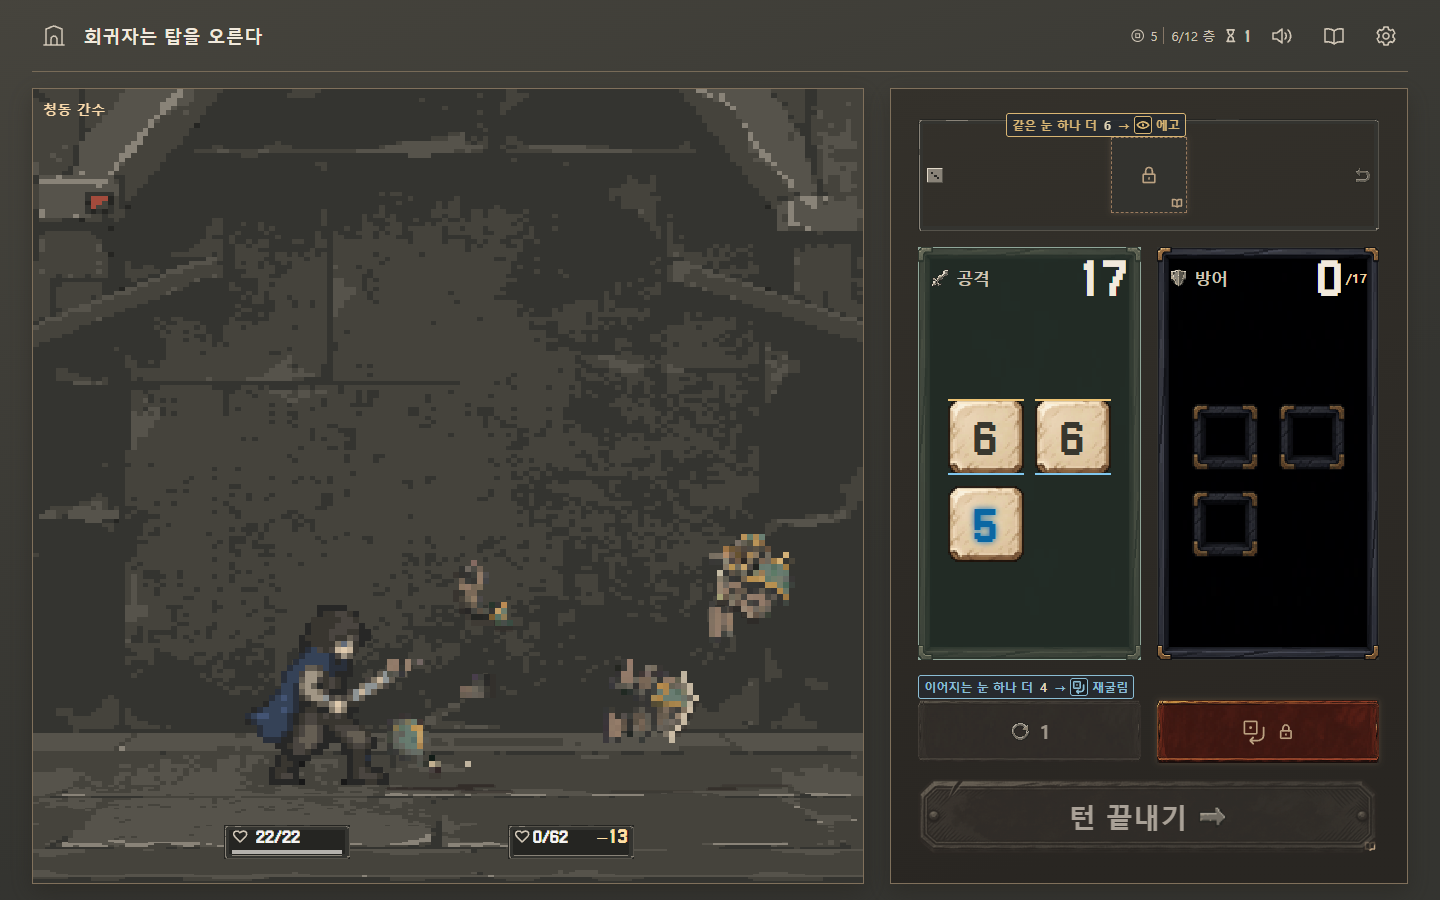 회귀자는 탑을 오른다
5 6/12 층 1
청동 간수
같은 눈 하나 더 6 → 에고
공격 17
방어 0/17
6 6
5
이어지는 눈 하나 더 4 → 재굴림
1
턴 끝내기
22/22
0/62 –13